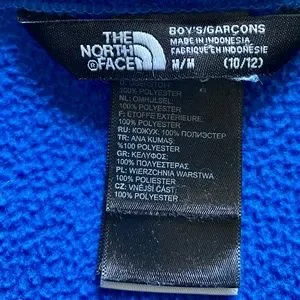 THE
NORTH
FACE
®
BOY'S/GARÇONS
MADE IN INDONESIA
FABRIQUÉ EN INDONÉSIE
M/M (10/12)
100% POLYESTER
NL: OMHULSEL
100% POLYESTER
F: ETOFFE EXTÉRIEURE
100% POLYESTER
RU: КОЖУХ: 100% ПОЛИЭСТЕР
TR: ANA KUMAŞ:
%100 POLYESTER
GR: ΚΕΛΥΦΟΣ:
100% ΠΟΛΥΕΣΤΕΡΑΣ
PL: WIERZCHNIA WARSTWA
100% POLIESTER
CZ: VNĚJŠÍ ČÁST
100% POLYESTER